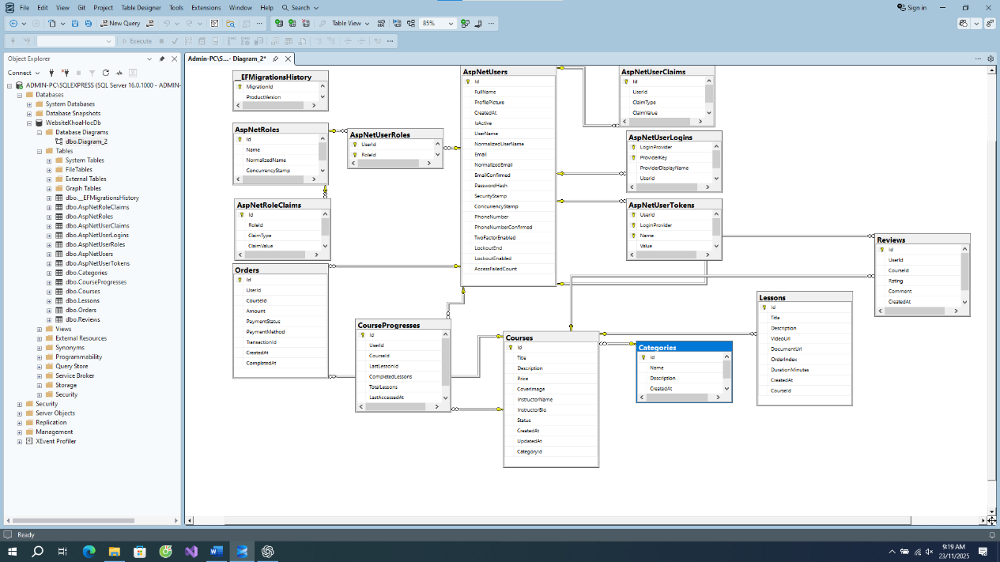 File Edit View Git Project Table Designer Tools Extensions Window Help Search Sign in
New Query Table View 85%
Execute
Object Explorer
Connect
ADMIN-PC\SQLEXPRESS (SQL Server 16.0.1000 - ADMIN-
Databases
System Databases
Database Snapshots
WebsiteKhoaHocDb
Database Diagrams
dbo.Diagram_2
Tables
System Tables
FileTables
External Tables
Graph Tables
dbo.__EFMigrationsHistory
dbo.AspNetRoleClaims
dbo.AspNetRoles
dbo.AspNetUserClaims
dbo.AspNetUserLogins
dbo.AspNetUserRoles
dbo.AspNetUsers
dbo.AspNetUserTokens
dbo.Categories
dbo.CourseProgresses
dbo.Courses
dbo.Lessons
dbo.Orders
dbo.Reviews
Views
External Resources
Synonyms
Programmability
Query Store
Service Broker
Storage
Security
Security
Server Objects
Replication
Management
XEvent Profiler
Admin-PC\S...- Diagram_2*
__EFMigrationsHistory
MigrationId
ProductVersion
AspNetRoles
Id
Name
NormalizedName
ConcurrencyStamp
AspNetUserRoles
UserId
RoleId
AspNetRoleClaims
Id
RoleId
ClaimType
ClaimValue
Orders
Id
UserId
CourseId
Amount
PaymentStatus
PaymentMethod
TransactionId
CreatedAt
CompletedAt
CourseProgresses
Id
UserId
CourseId
LastLessonId
CompletedLessons
TotalLessons
LastAccessedAt
AspNetUsers
Id
FullName
ProfilePicture
CreatedAt
IsActive
UserName
NormalizedUserName
Email
NormalizedEmail
EmailConfirmed
PasswordHash
SecurityStamp
ConcurrencyStamp
PhoneNumber
PhoneNumberConfirmed
TwoFactorEnabled
LockoutEnd
LockoutEnabled
AccessFailedCount
Courses
Id
Title
Description
Price
CoverImage
InstructorName
InstructorBio
Status
CreatedAt
UpdatedAt
CategoryId
AspNetUserClaims
Id
UserId
ClaimType
ClaimValue
AspNetUserLogins
LoginProvider
ProviderKey
ProviderDisplayName
UserId
AspNetUserTokens
UserId
LoginProvider
Name
Value
Categories
Id
Name
Description
CreatedAt
Lessons
Id
Title
Description
VideoUrl
DocumentUrl
OrderIndex
DurationMinutes
CreatedAt
CourseId
Reviews
Id
UserId
CourseId
Rating
Comment
CreatedAt
Ready
9:19 AM
23/11/2025